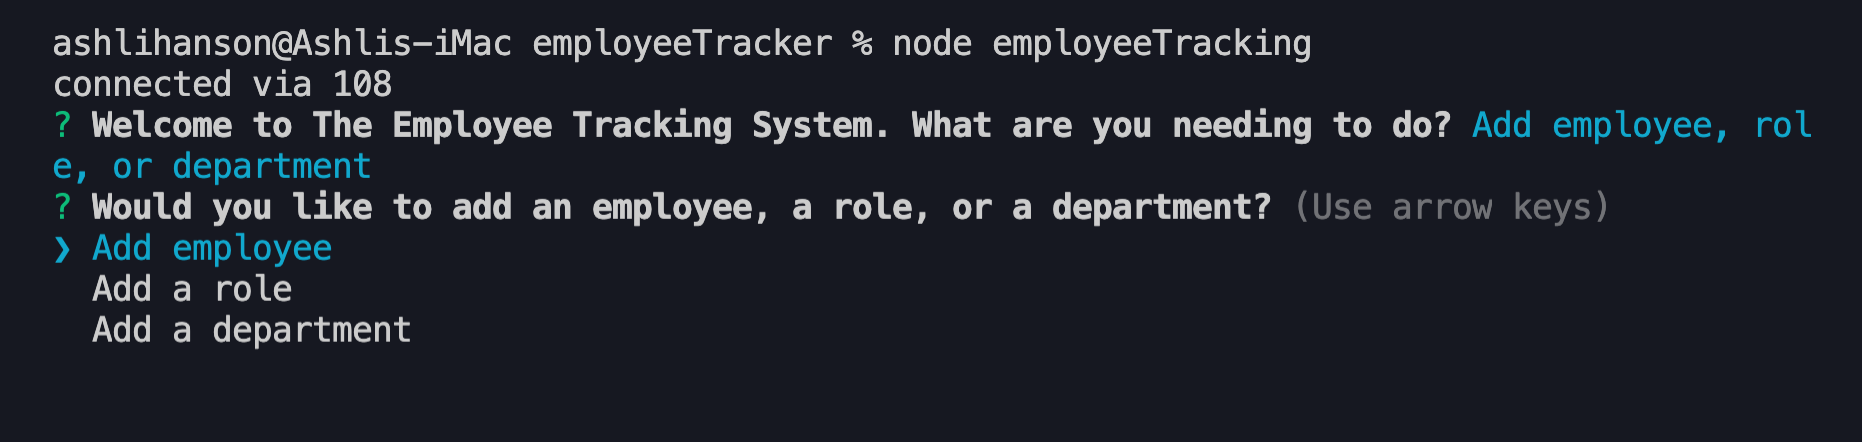 ashlihanson@Ashlis-iMac employeeTracker % node employeeTracking
connected via 108
? Welcome to The Employee Tracking System. What are you needing to do? Add employee, rol
e, or department
? Would you like to add an employee, a role, or a department? (Use arrow keys)
❯ Add employee
  Add a role
  Add a department